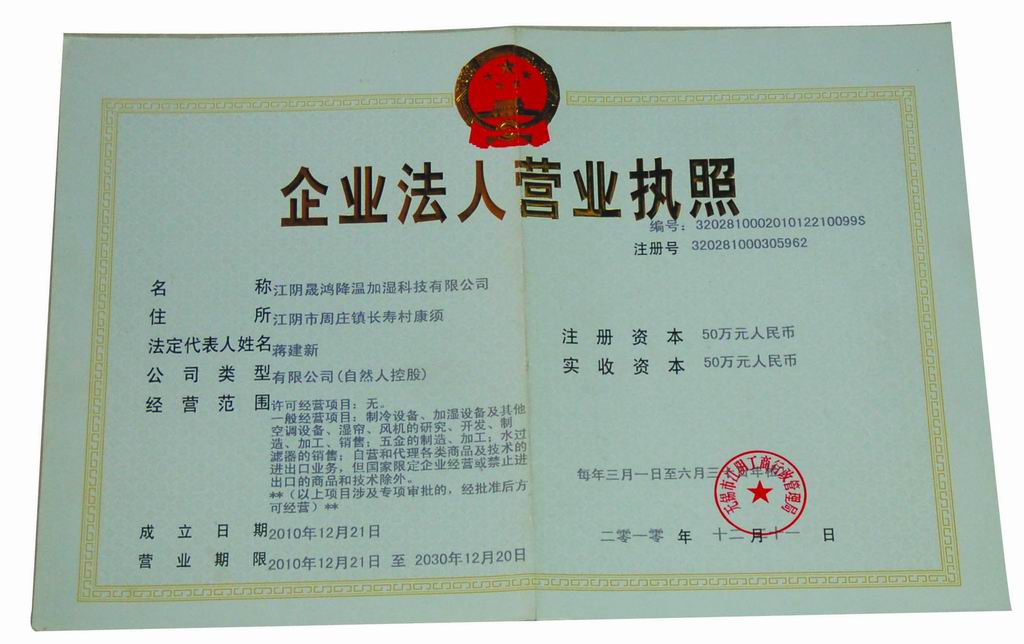 企业法人营业执照
编号：320281000201012210099S
注册号 320281000305962
名称 江阴晟鸿降温加湿科技有限公司
住所 江阴市周庄镇长寿村康须
法定代表人姓名 蒋建新
公司类型 有限公司(自然人控股)
经营范围 许可经营项目：无。
一般经营项目：制冷设备、加湿设备及其他
空调设备、湿帘、风机的研究、开发、制
造、加工、销售；五金的制造、加工；水过
滤器的销售；自营和代理各类商品及技术的
进出口业务，但国家限定企业经营或禁止进
出口的商品和技术除外。
**（以上项目涉及专项审批的，经批准后方
可经营）**
成立日期 2010年12月21日
营业期限 2010年12月21日 至 2030年12月20日
注册资本 50万元人民币
实收资本 50万元人民币
每年三月一日至六月三
无锡市江阴工商行政管理局
二零一零 年 十二 月 十一 日